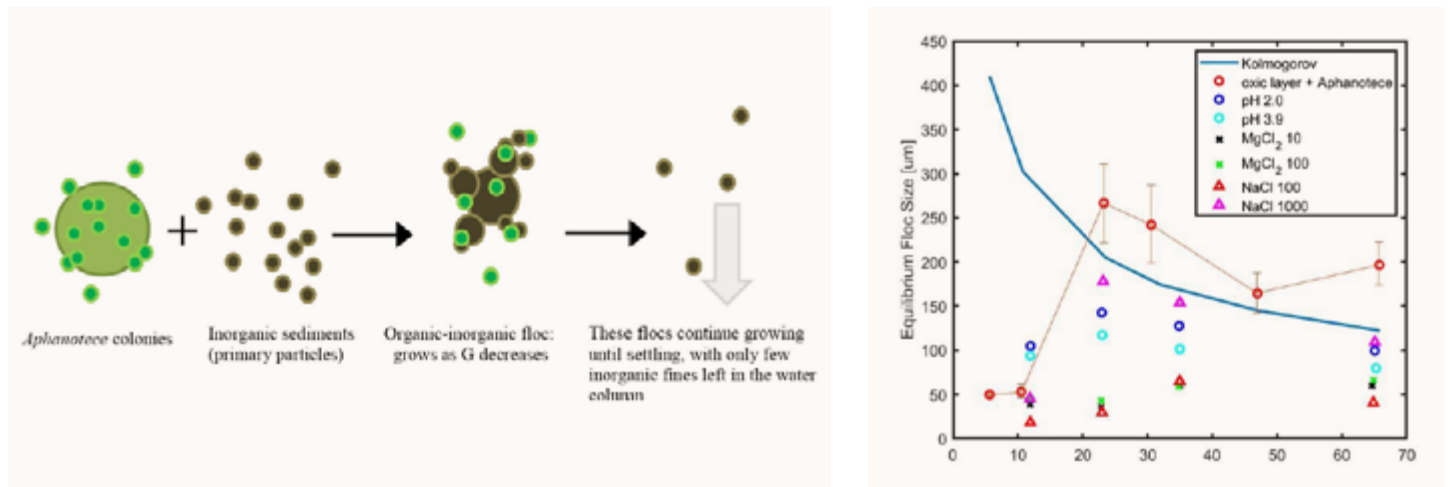 Aphanotece colonies
Inorganic sediments
(primary particles)
Organic-inorganic floc:
grows as G decreases
These flocs continue growing
until settling, with only few
inorganic fines left in the water
column
Equilibrium Floc Size [um]
450
400
350
300
250
200
150
100
50
0
0 10 20 30 40 50 60 70
Kolmogorov
oxic layer + Aphanotece
pH 2.0
pH 3.9
MgCl₂ 10
MgCl₂ 100
NaCl 100
NaCl 1000